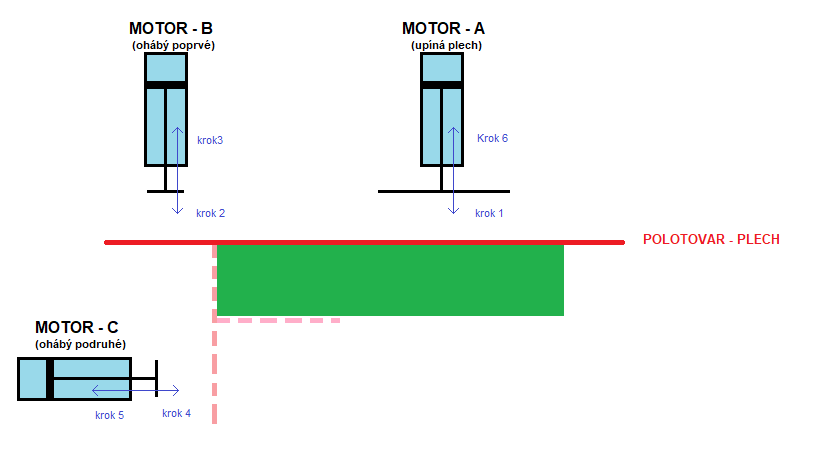 MOTOR - B
(ohábý poprvé)
MOTOR - A
(upíná plech)
krok3
Krok 6
krok 2
krok 1
POLOTOVAR - PLECH
MOTOR - C
(ohábý podruhé)
krok 5
krok 4